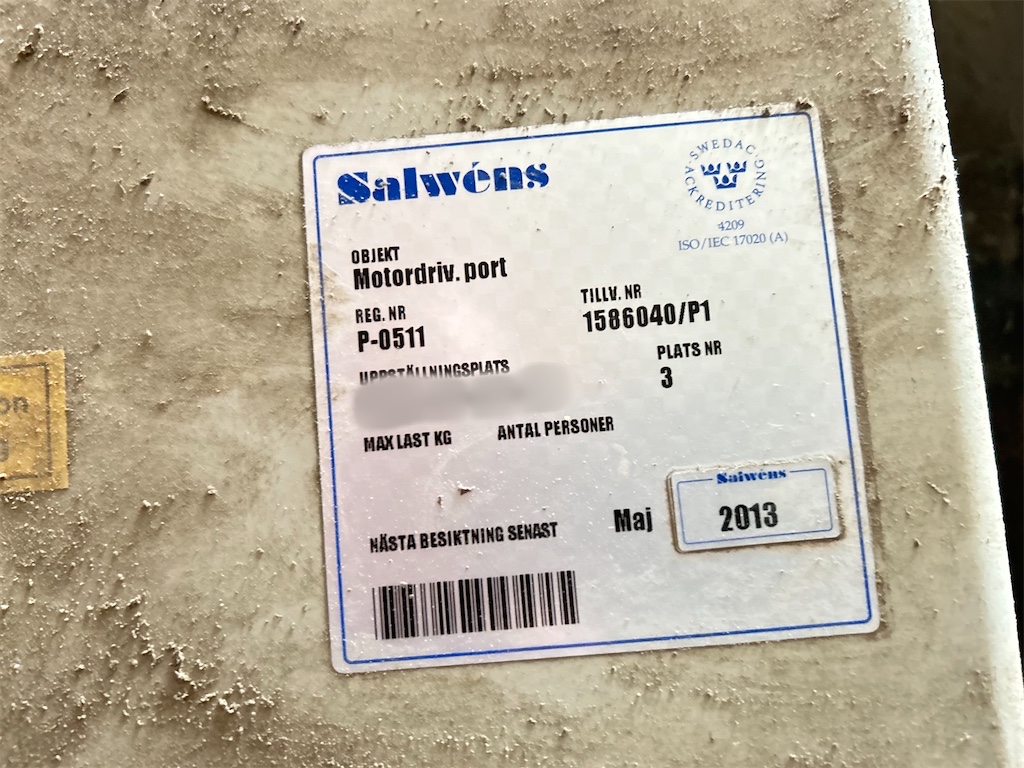 Salwéns
SWEDAC ACKREDITERING
4209
ISO/IEC 17020 (A)
OBJEKT
Motordriv. port
REG. NR
P-0511
TILLV. NR
1586040/P1
UPPSTÄLLNINGSPLATS
PLATS NR
3
MAX LAST KG
ANTAL PERSONER
NÄSTA BESIKTNING SENAST
Maj
Salwéns
2013